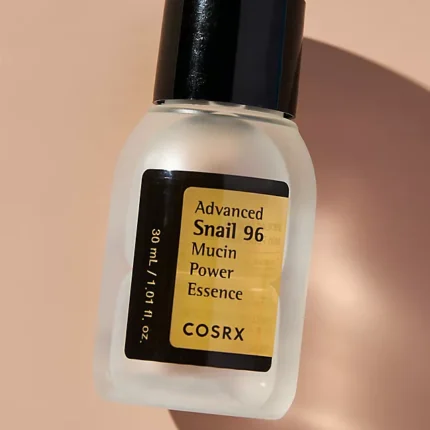 Advanced
Snail 96
Mucin
Power
Essence
COSRX
30 mL / 1.01 fl. oz.